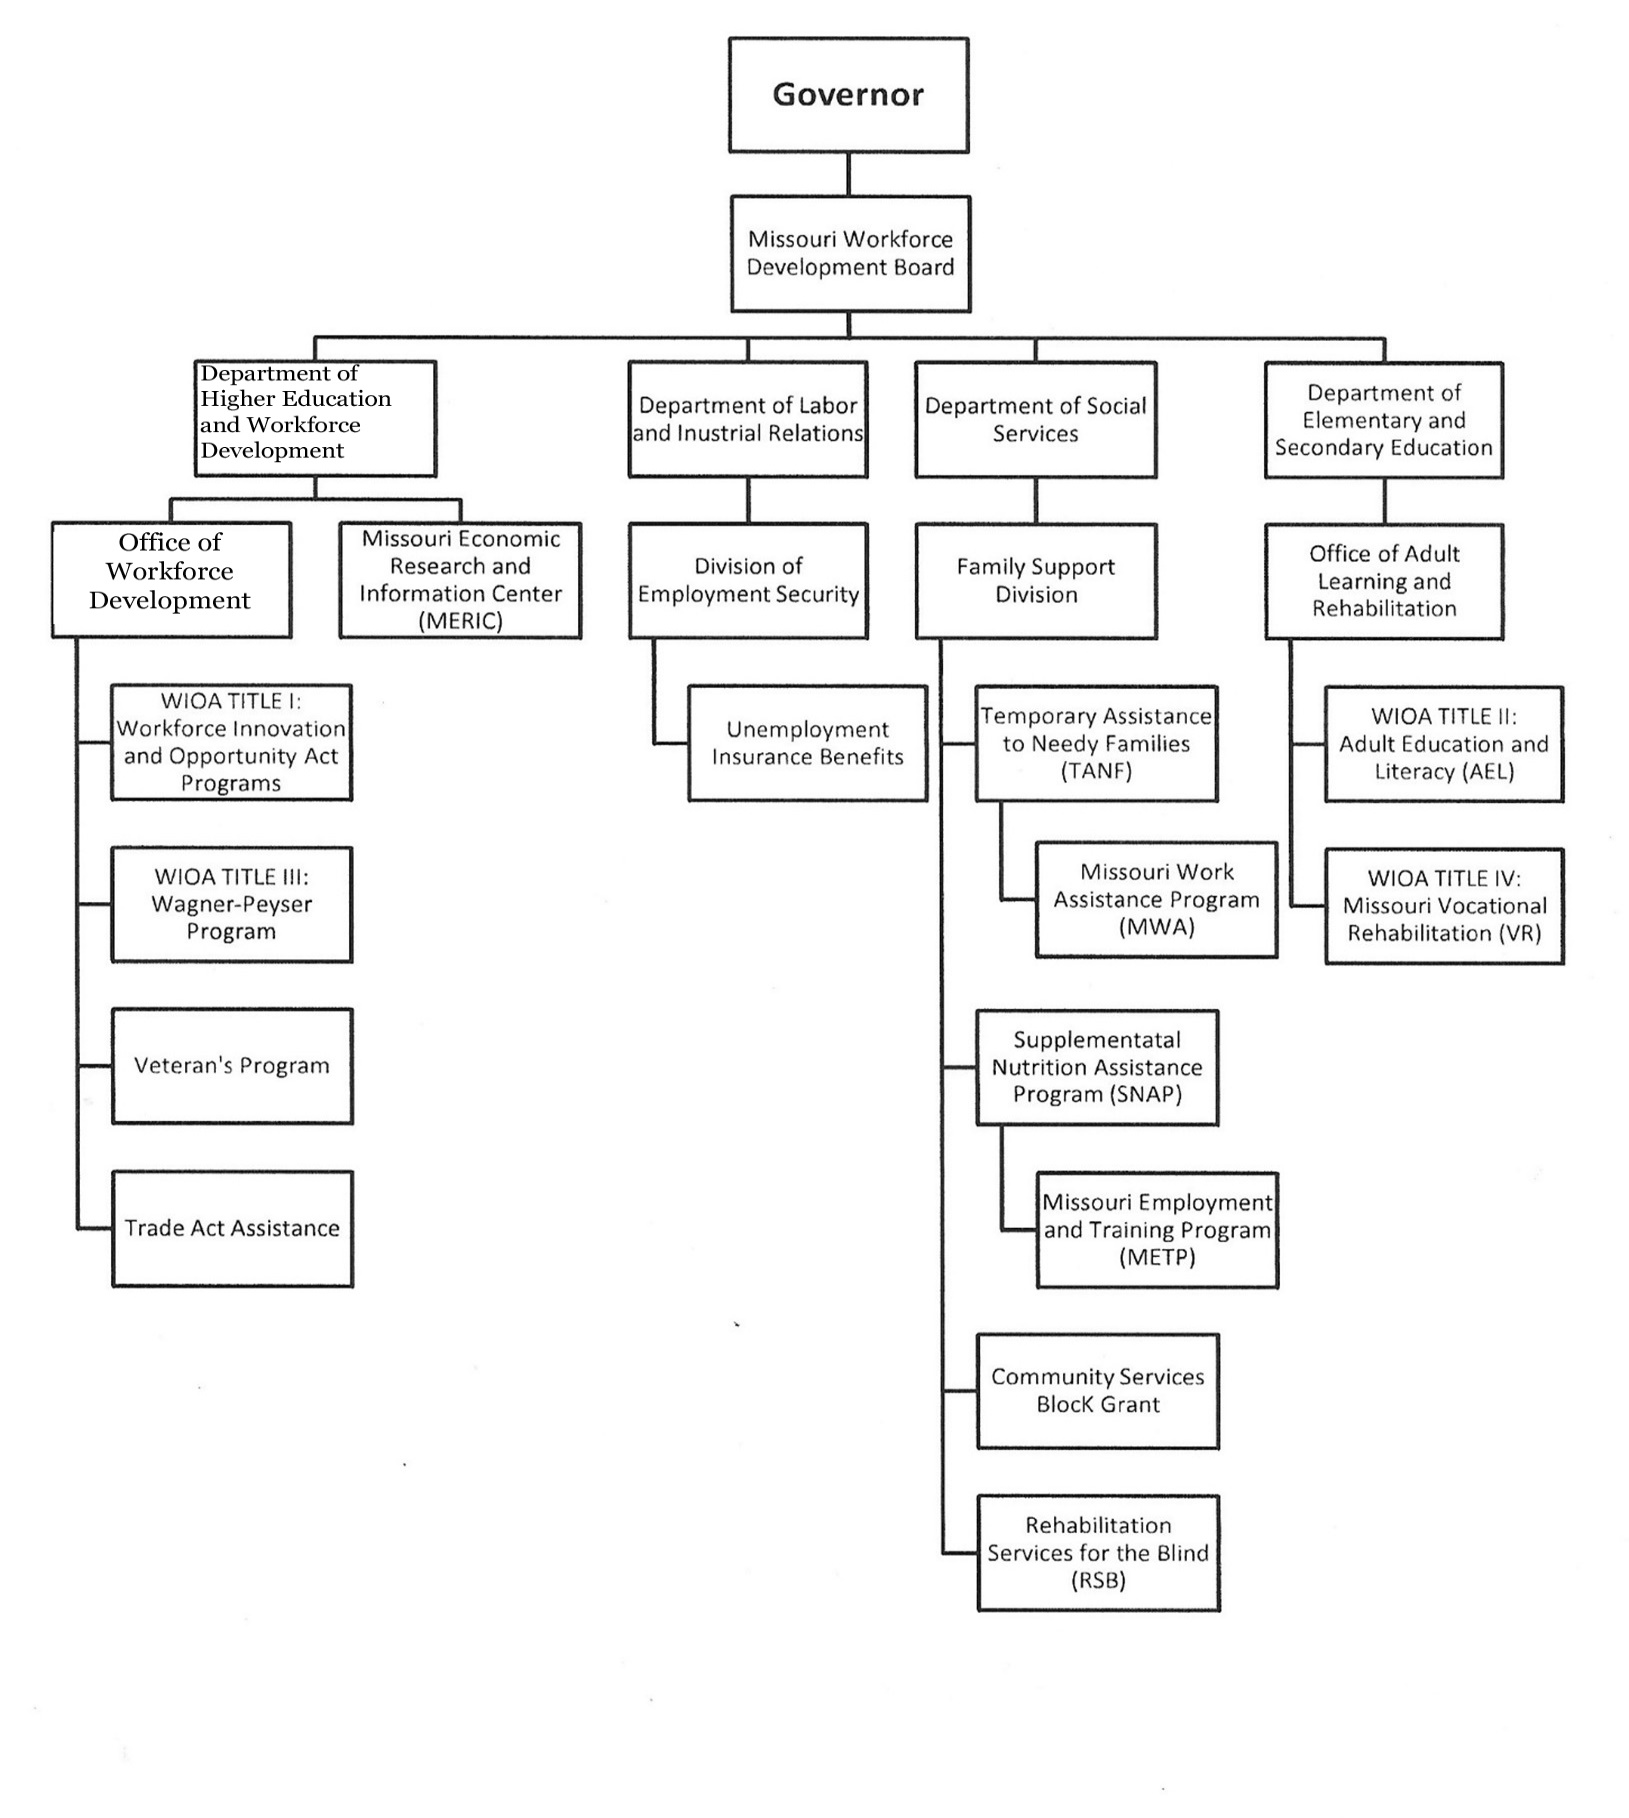 Governor
Missouri Workforce
Development Board
Department of
Higher Education
and Workforce
Development
Department of Labor
and Inustrial Relations
Department of Social
Services
Department of
Elementary and
Secondary Education
Office of
Workforce
Development
Missouri Economic
Research and
Information Center
(MERIC)
Division of
Employment Security
Family Support
Division
Office of Adult
Learning and
Rehabilitation
WIOA TITLE I:
Workforce Innovation
and Opportunity Act
Programs
Unemployment
Insurance Benefits
Temporary Assistance
to Needy Families
(TANF)
WIOA TITLE II:
Adult Education and
Literacy (AEL)
WIOA TITLE III:
Wagner-Peyser
Program
Missouri Work
Assistance Program
(MWA)
WIOA TITLE IV:
Missouri Vocational
Rehabilitation (VR)
Veteran's Program
Supplementatal
Nutrition Assistance
Program (SNAP)
Trade Act Assistance
Missouri Employment
and Training Program
(METP)
Community Services
BlocK Grant
Rehabilitation
Services for the Blind
(RSB)